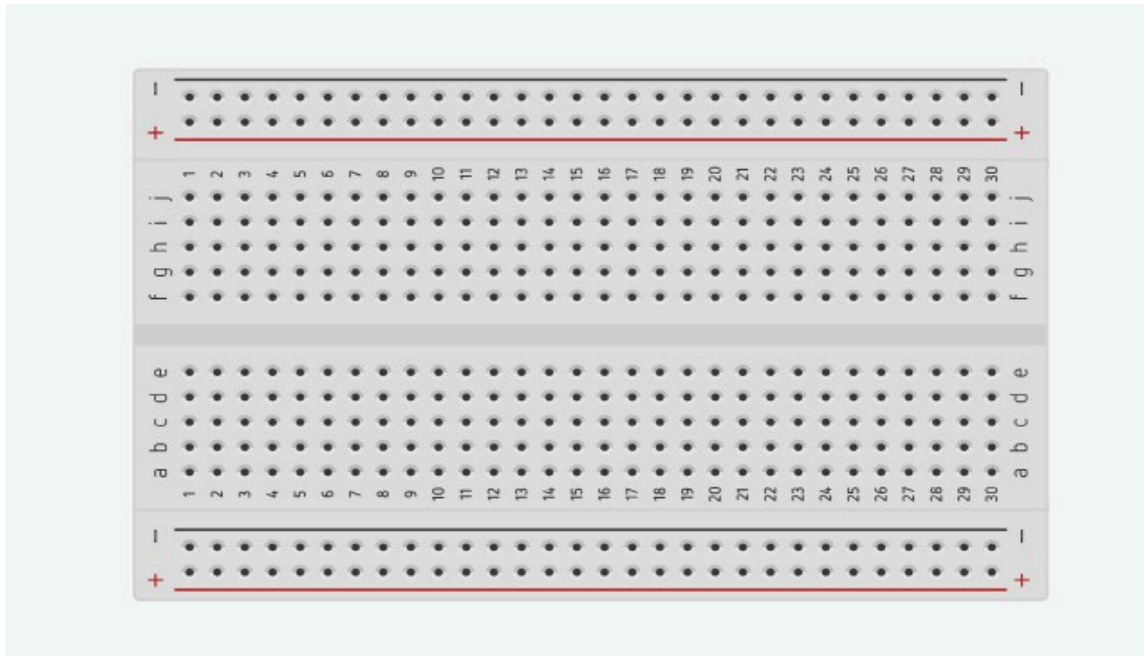 - -
+ +
1 2 3 4 5 6 7 8 9 10 11 12 13 14 15 16 17 18 19 20 21 22 23 24 25 26 27 28 29 30
j j
i i
h h
g g
f f
e e
d d
c c
b b
a a
1 2 3 4 5 6 7 8 9 10 11 12 13 14 15 16 17 18 19 20 21 22 23 24 25 26 27 28 29 30
- -
+ +